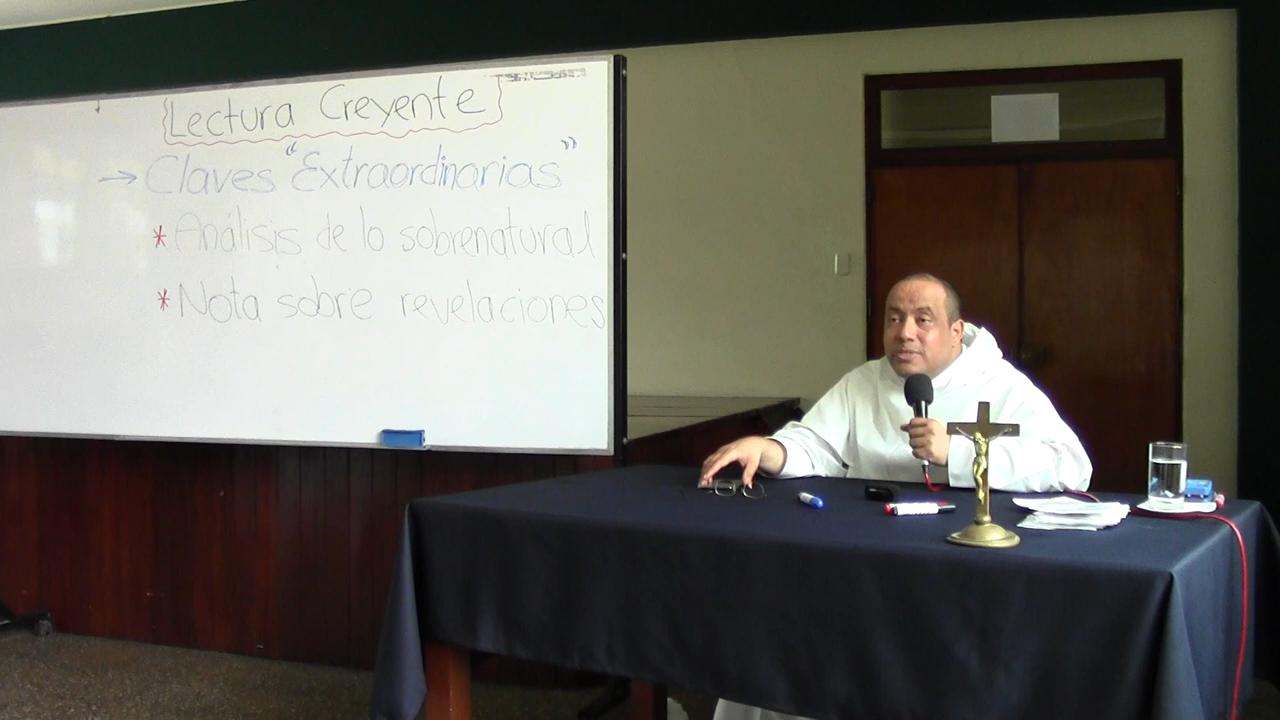 Lectura Creyente
→ Claves "Extraordinarias"
* Análisis de lo sobrenatural
* Nota sobre revelaciones